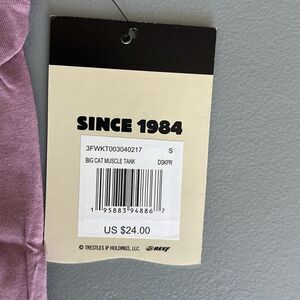 SINCE 1984
3FWKT003040217 S
BIG CAT MUSCLE TANK DSKPR
1 95883 94886 7
US $24.00
© TRESTLES IP HOLDINGS, LLC. REEF